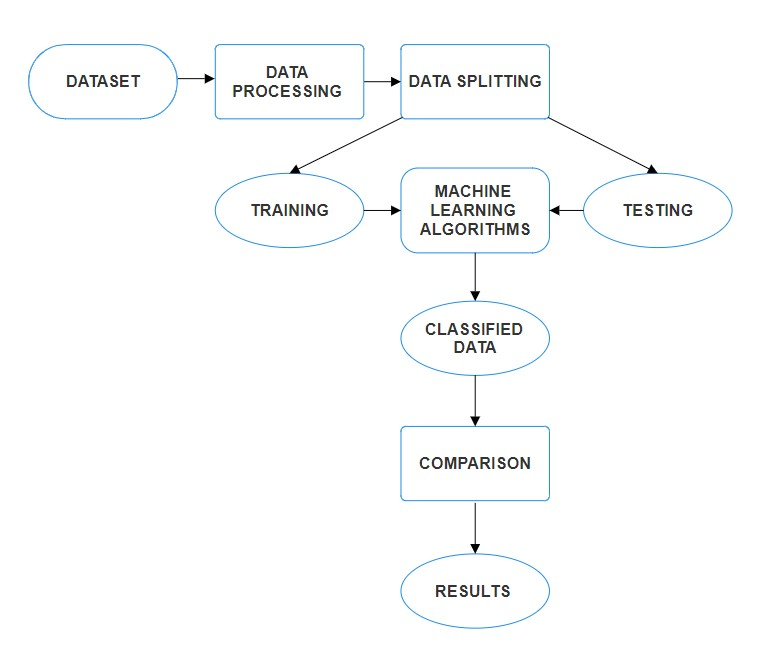 DATASET
DATA
PROCESSING
DATA SPLITTING
TRAINING
MACHINE
LEARNING
ALGORITHMS
TESTING
CLASSIFIED
DATA
COMPARISON
RESULTS